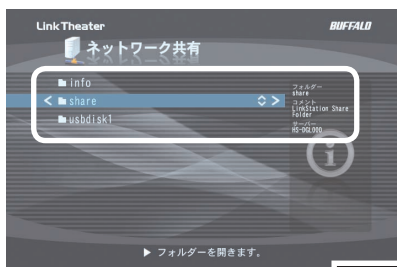 LinkTheater
BUFFALO
ネットワーク共有
info
share
usbdisk1
フォルダー
share
コメント
LinkStation Share
Folder
サーバー
HS-DGL000
▶ フォルダーを開きます。